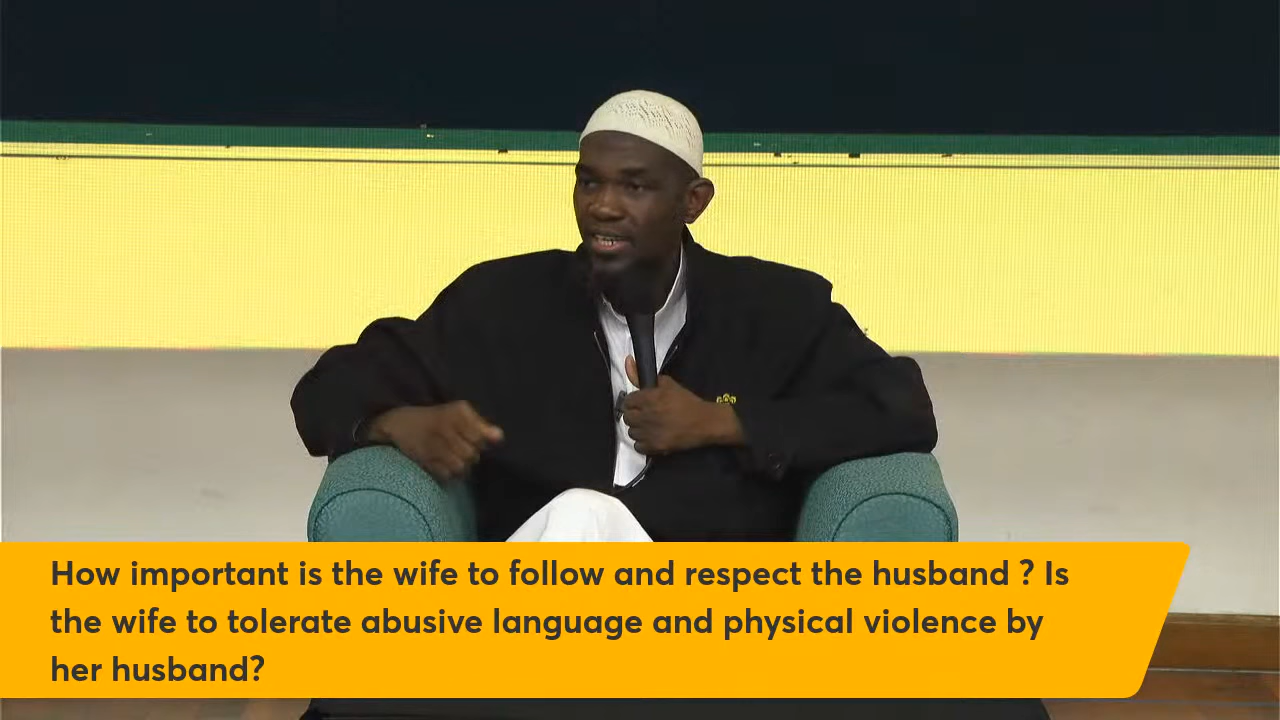 How important is the wife to follow and respect the husband ? Is
the wife to tolerate abusive language and physical violence by
her husband?